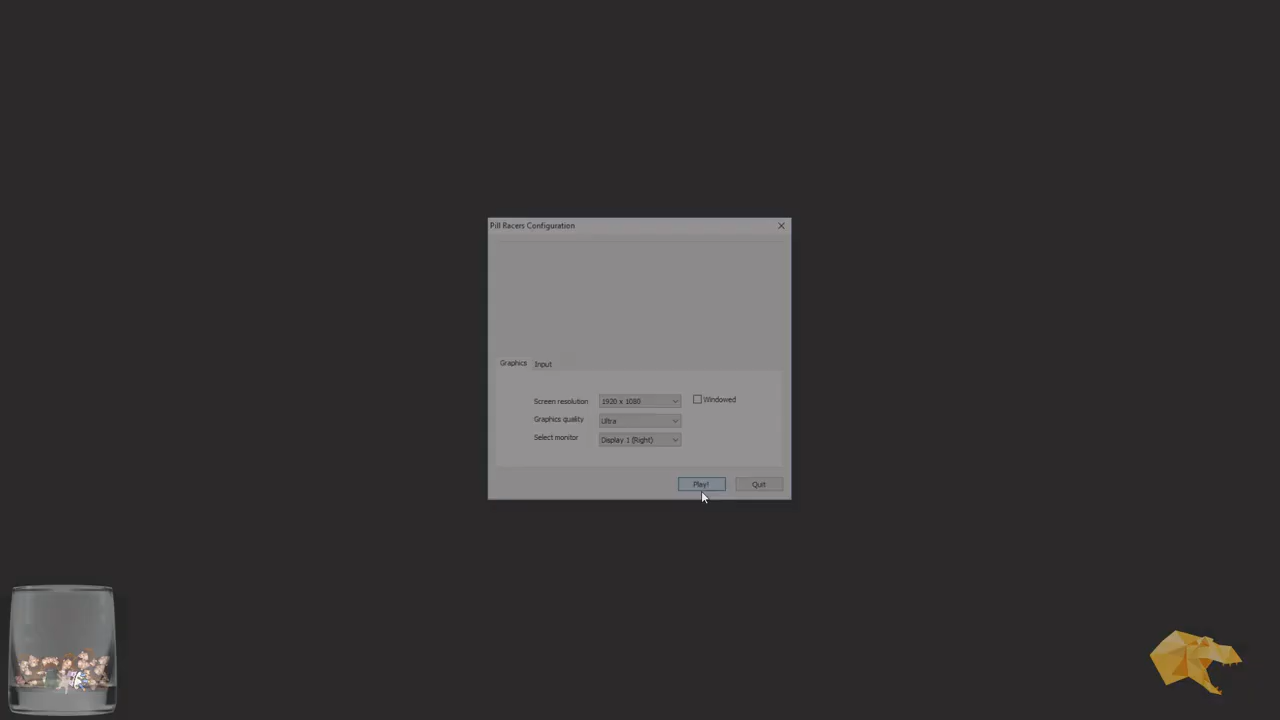 Pill Racers Configuration
Graphics
Input
Screen resolution
1920 x 1080
Windowed
Graphics quality
Ultra
Select monitor
Display 1 (Right)
Play!
Quit